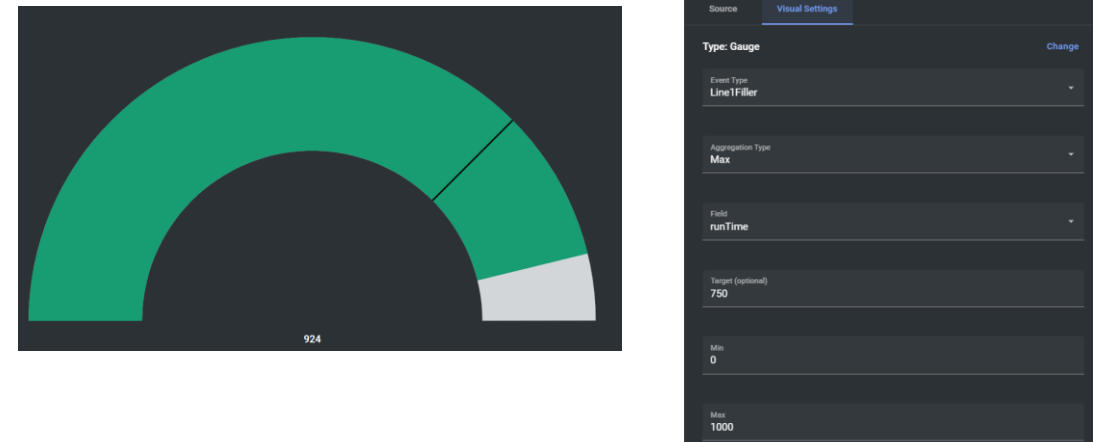 924
Source Visual Settings
Type: Gauge Change
Event Type
Line1Filler
Aggregation Type
Max
Field
runTime
Target (optional)
750
Min
0
Max
1000